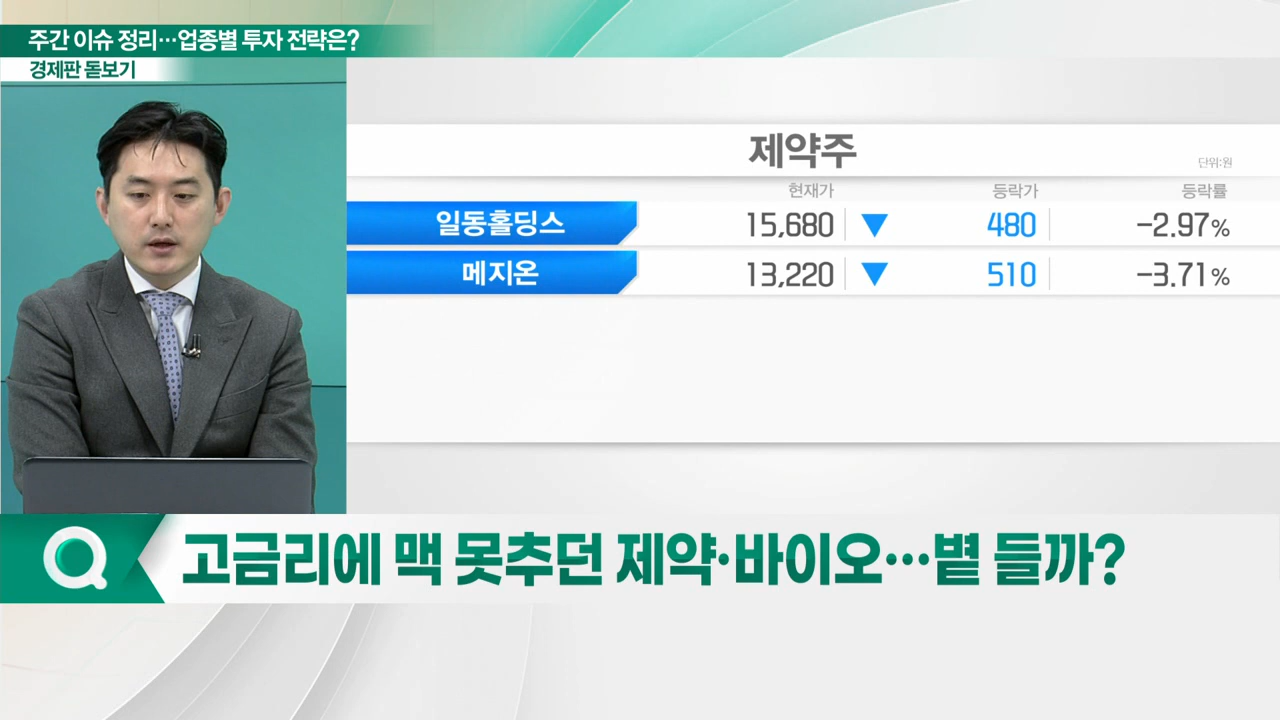 주간 이슈 정리…업종별 투자 전략은?
경제판 돋보기
제약주
단위:원
현재가 등락가 등락률
일동홀딩스 15,680 ▼ 480 -2.97%
메지온 13,220 ▼ 510 -3.71%
고금리에 맥 못추던 제약·바이오…볕 들까?